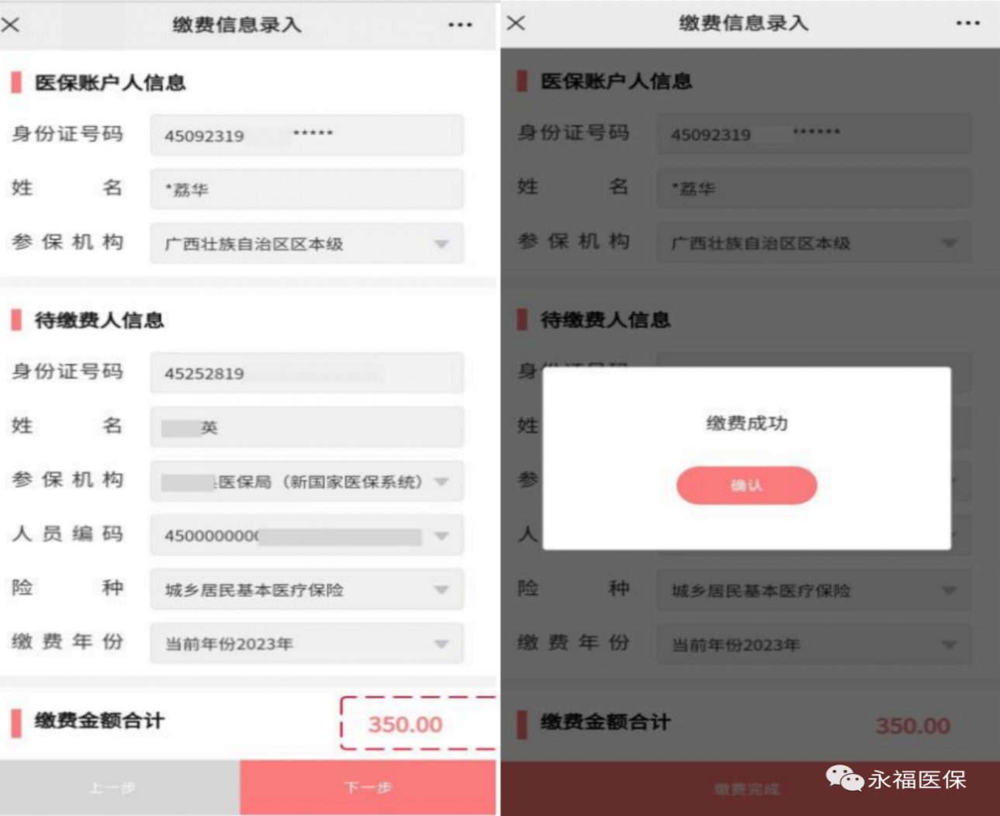 缴费信息录入
医保账户人信息
身份证号码 45092319 *****
姓名 *荔华
参保机构 广西壮族自治区区本级
待缴费人信息
身份证号码 45252819
姓名 英
参保机构 医保局（新国家医保系统）
人员编码 4500000000
险种 城乡居民基本医疗保险
缴费年份 当前年份2023年
缴费金额合计 350.00
上一步 下一步
缴费信息录入
医保账户人信息
身份证号码 45092319 ******
姓名 *荔华
参保机构 广西壮族自治区区本级
待缴费人信息
身份证号码
姓
缴费成功
参
确认
人
险种 城乡居民基本医疗保险
缴费年份 当前年份2023年
缴费金额合计 350.00
缴费完成
永福医保